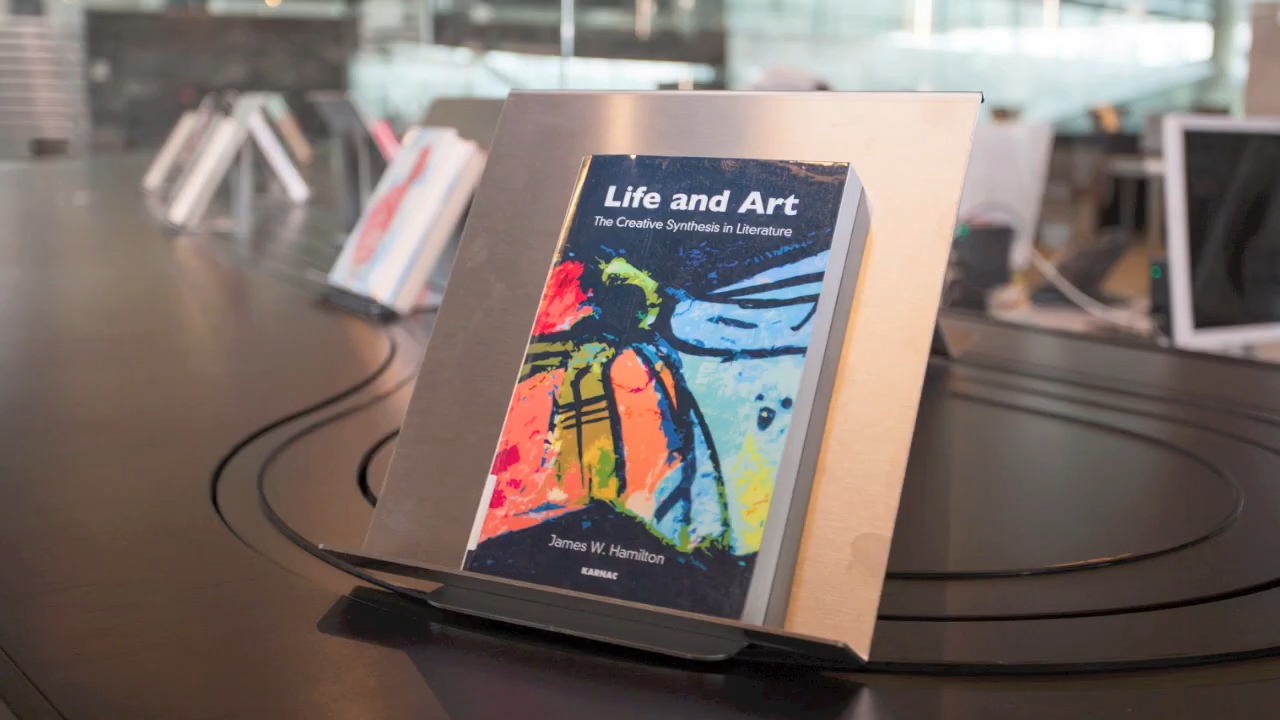 Life and Art
The Creative Synthesis in Literature
James W. Hamilton
KARNAC